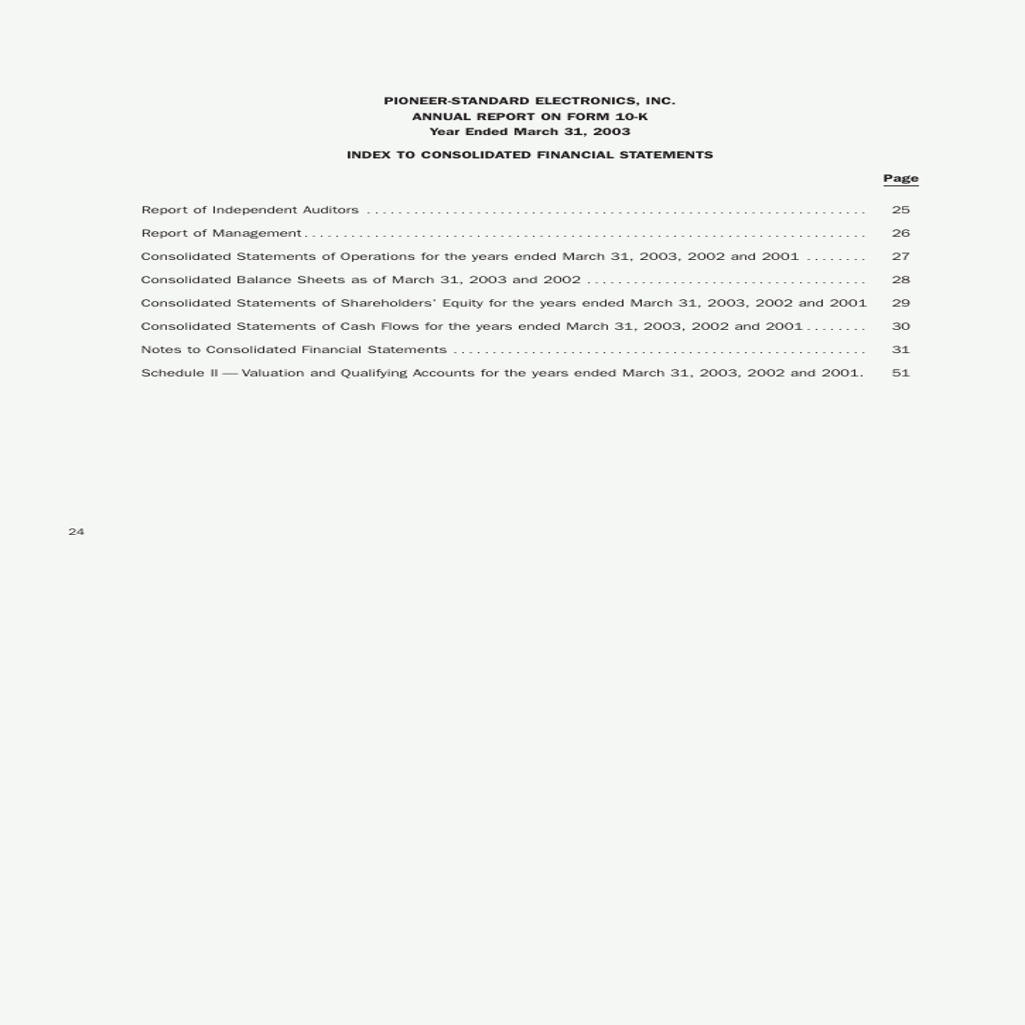 PIONEER-STANDARD ELECTRONICS, INC.
ANNUAL REPORT ON FORM 10-K
Year Ended March 31, 2003
INDEX TO CONSOLIDATED FINANCIAL STATEMENTS
Page
Report of Independent Auditors . . . . . . . . . . . . . . . . . . . . . . . . . . . . . . . . 25
Report of Management . . . . . . . . . . . . . . . . . . . . . . . . . . . . . . . . 26
Consolidated Statements of Operations for the years ended March 31, 2003, 2002 and 2001 . . . . . . . . 27
Consolidated Balance Sheets as of March 31, 2003 and 2002 . . . . . . . . . . . . . . . . . . . . . . . . 28
Consolidated Statements of Shareholders' Equity for the years ended March 31, 2003, 2002 and 2001 29
Consolidated Statements of Cash Flows for the years ended March 31, 2003, 2002 and 2001 . . . . . . . . 30
Notes to Consolidated Financial Statements . . . . . . . . . . . . . . . . . . . . . . . . . . . . . . . . 31
Schedule II — Valuation and Qualifying Accounts for the years ended March 31, 2003, 2002 and 2001. 51
24